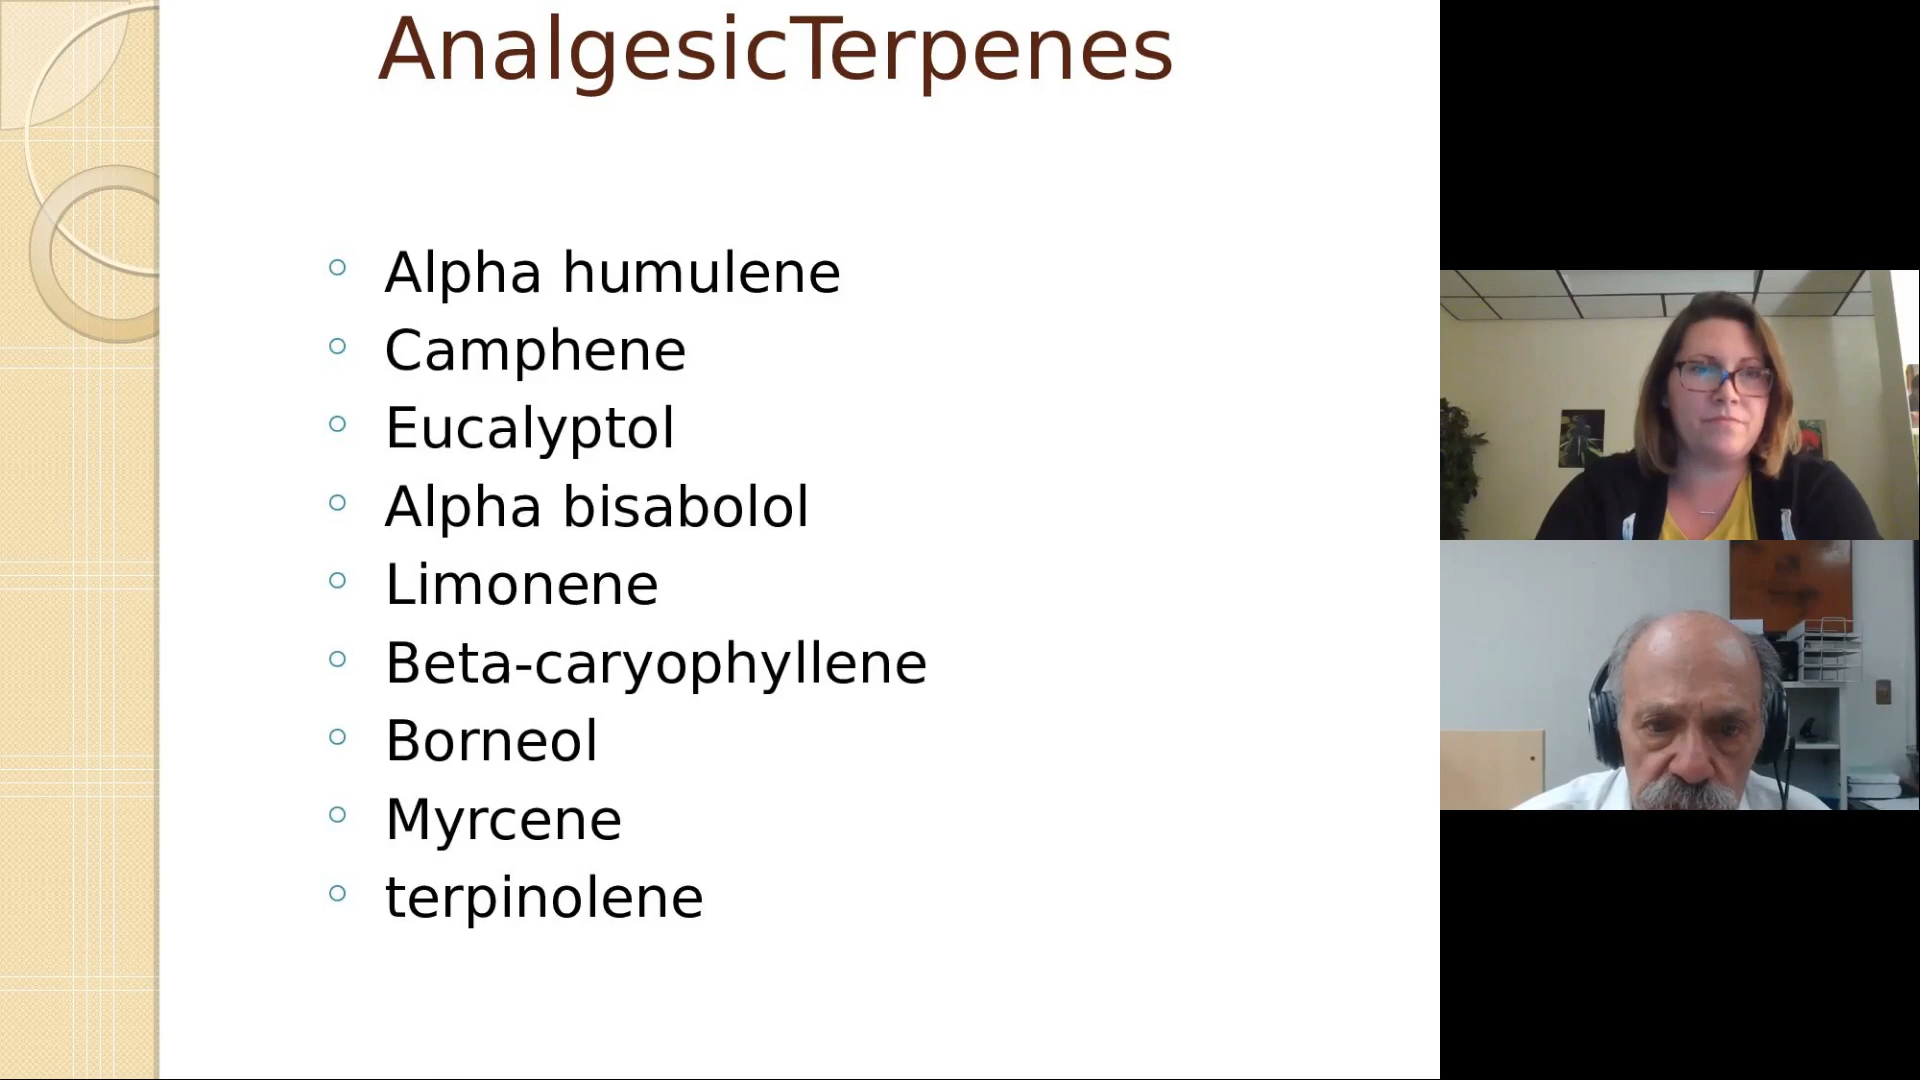 AnalgesicTerpenes
Alpha humulene
Camphene
Eucalyptol
Alpha bisabolol
Limonene
Beta-caryophyllene
Borneol
Myrcene
terpinolene